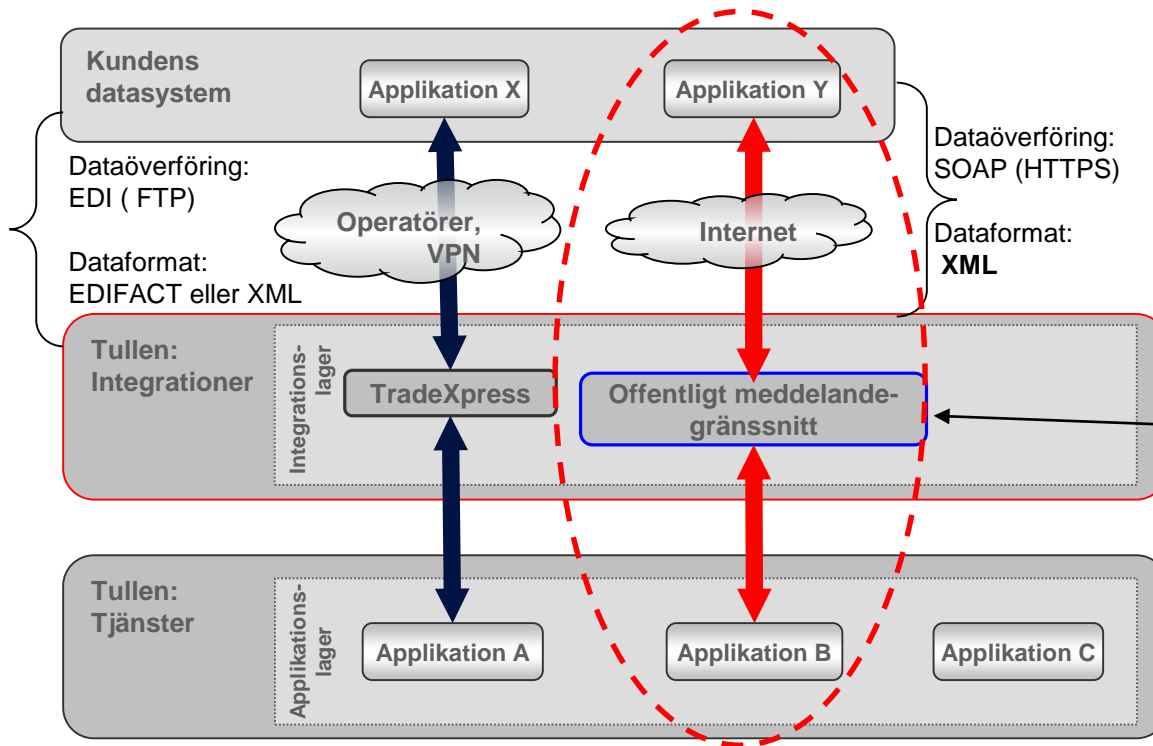 Kundens
datasystem
Applikation X
Applikation Y
Dataöverföring:
EDI ( FTP)
Dataformat:
EDIFACT eller XML
Operatörer,
VPN
Internet
Dataöverföring:
SOAP (HTTPS)
Dataformat:
XML
Tullen:
Integrationer
Integrations-
lager
TradeXpress
Offentligt meddelande-
gränssnitt
Tullen:
Tjänster
Applikations-
lager
Applikation A
Applikation B
Applikation C